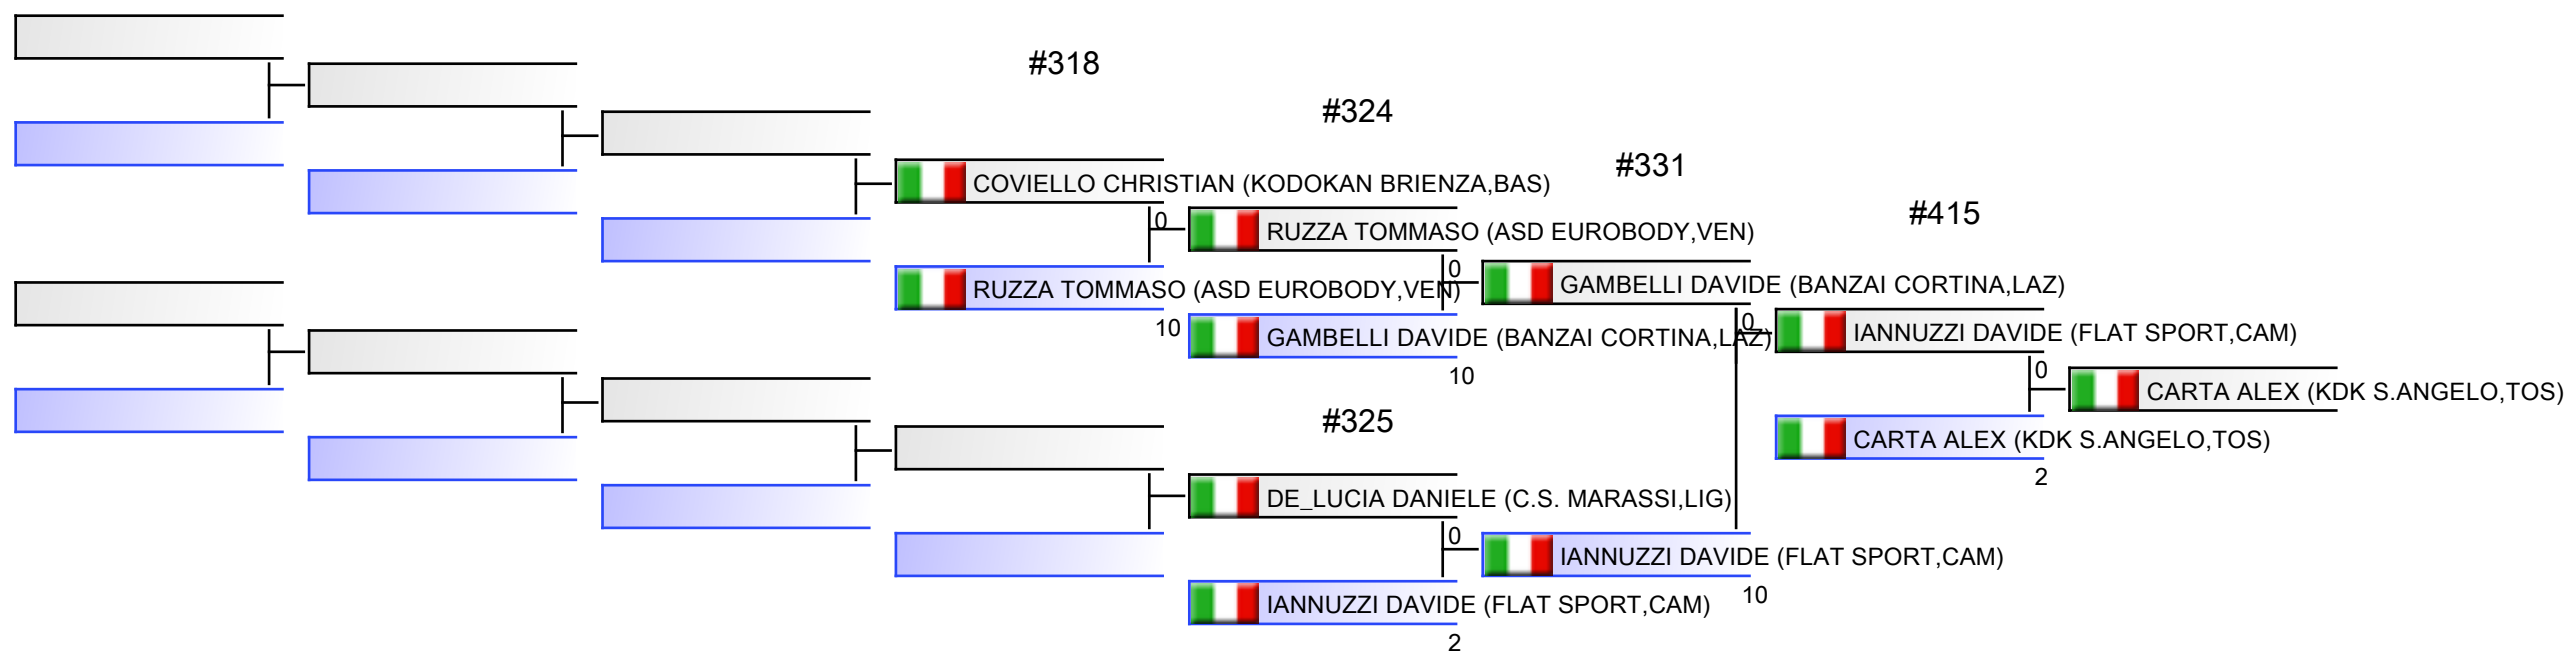 #318
#324
#331
COVIELLO CHRISTIAN (KODOKAN BRIENZA,BAS)
#415
0
RUZZA TOMMASO (ASD EUROBODY,VEN)
0
RUZZA TOMMASO (ASD EUROBODY,VEN)
GAMBELLI DAVIDE (BANZAI CORTINA,LAZ)
10
GAMBELLI DAVIDE (BANZAI CORTINA,LAZ)
0
IANNUZZI DAVIDE (FLAT SPORT,CAM)
10
0
CARTA ALEX (KDK S.ANGELO,TOS)
#325
CARTA ALEX (KDK S.ANGELO,TOS)
2
DE_LUCIA DANIELE (C.S. MARASSI,LIG)
0
IANNUZZI DAVIDE (FLAT SPORT,CAM)
10
IANNUZZI DAVIDE (FLAT SPORT,CAM)
2